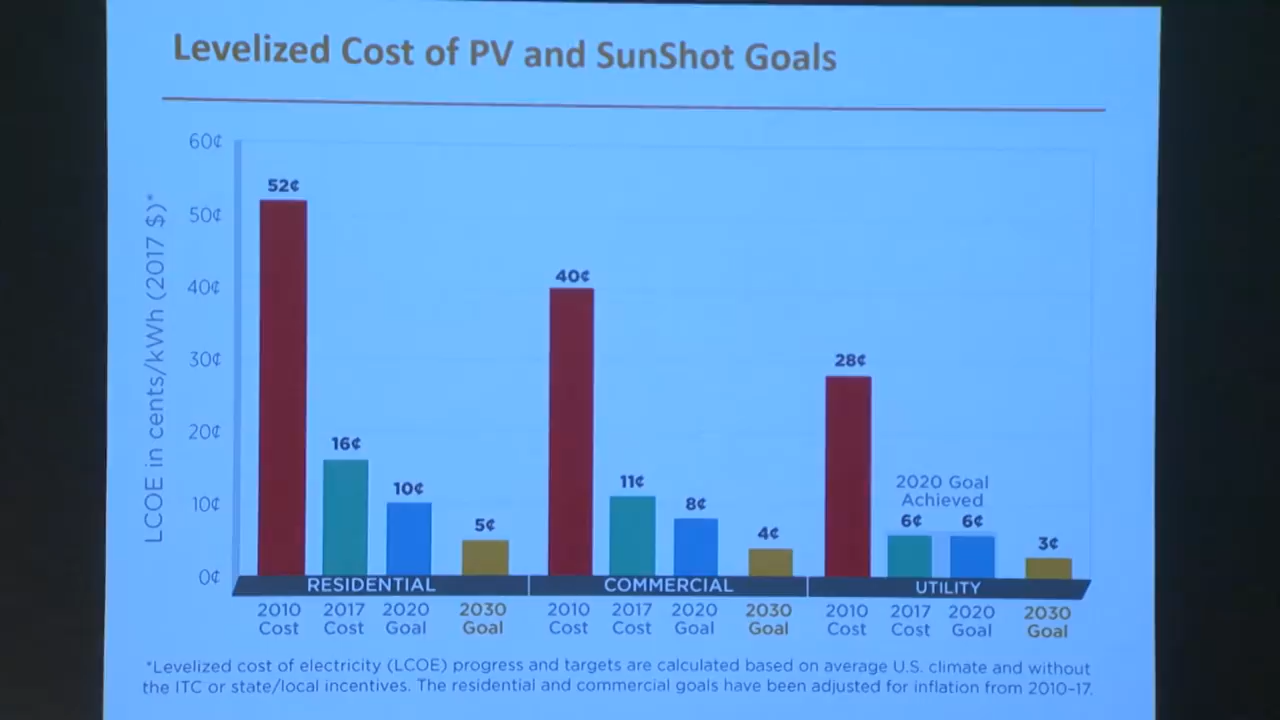 Levelized Cost of PV and SunShot Goals
LCOE in cents/kWh (2017 $)*
60¢
50¢
40¢
30¢
20¢
10¢
0¢
52¢
16¢
10¢
5¢
40¢
11¢
8¢
4¢
28¢
2020 Goal
Achieved
6¢
6¢
3¢
RESIDENTIAL
COMMERCIAL
UTILITY
2010
Cost
2017
Cost
2020
Goal
2030
Goal
2010
Cost
2017
Cost
2020
Goal
2030
Goal
2010
Cost
2017
Cost
2020
Goal
2030
Goal
*Levelized cost of electricity (LCOE) progress and targets are calculated based on average U.S. climate and without
the ITC or state/local incentives. The residential and commercial goals have been adjusted for inflation from 2010–17.